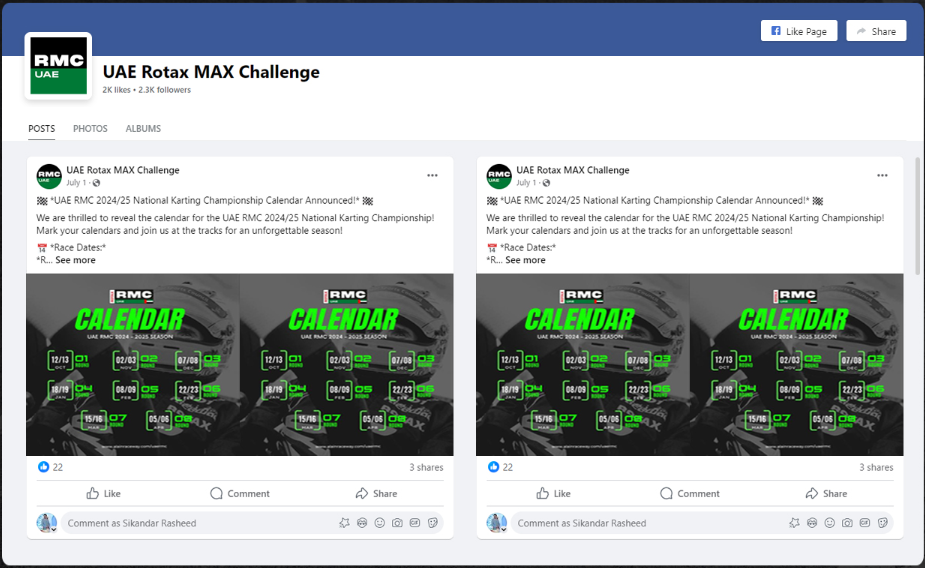 Like Page
Share
RMC
UAE
UAE Rotax MAX Challenge
2K likes • 2.3K followers
POSTS
PHOTOS
ALBUMS
RMC
UAE Rotax MAX Challenge
July 1 ·
*UAE RMC 2024/25 National Karting Championship Calendar Announced!*
We are thrilled to reveal the calendar for the UAE RMC 2024/25 National Karting Championship!
Mark your calendars and join us at the tracks for an unforgettable season!
*Race Dates:*
*R... See more
RMC
UAE
CALENDAR
UAE RMC 2024 - 2025 SEASON
12/13 OCT 01 ROUND
02/03 NOV 02 ROUND
07/08 DEC 03 ROUND
18/19 JAN 04 ROUND
08/09 FEB 05 ROUND
22/23 FEB 06 ROUND
15/16 MAR 07 ROUND
05/06 APR 08 ROUND
RMC
UAE
CALENDAR
UAE RMC 2024 - 2025 SEASON
12/13 OCT 01 ROUND
02/03 NOV 02 ROUND
07/08 DEC 03 ROUND
18/19 JAN 04 ROUND
08/09 FEB 05 ROUND
22/23 FEB 06 ROUND
15/16 MAR 07 ROUND
05/06 APR 08 ROUND
22
3 shares
Like
Comment
Share
Comment as Sikandar Rasheed
RMC
UAE Rotax MAX Challenge
July 1 ·
*UAE RMC 2024/25 National Karting Championship Calendar Announced!*
We are thrilled to reveal the calendar for the UAE RMC 2024/25 National Karting Championship!
Mark your calendars and join us at the tracks for an unforgettable season!
*Race Dates:*
*R... See more
RMC
UAE
CALENDAR
UAE RMC 2024 - 2025 SEASON
12/13 OCT 01 ROUND
02/03 NOV 02 ROUND
07/08 DEC 03 ROUND
18/19 JAN 04 ROUND
08/09 FEB 05 ROUND
22/23 FEB 06 ROUND
15/16 MAR 07 ROUND
05/06 APR 08 ROUND
RMC
UAE
CALENDAR
UAE RMC 2024 - 2025 SEASON
12/13 OCT 01 ROUND
02/03 NOV 02 ROUND
07/08 DEC 03 ROUND
18/19 JAN 04 ROUND
08/09 FEB 05 ROUND
22/23 FEB 06 ROUND
15/16 MAR 07 ROUND
05/06 APR 08 ROUND
22
3 shares
Like
Comment
Share
Comment as Sikandar Rasheed